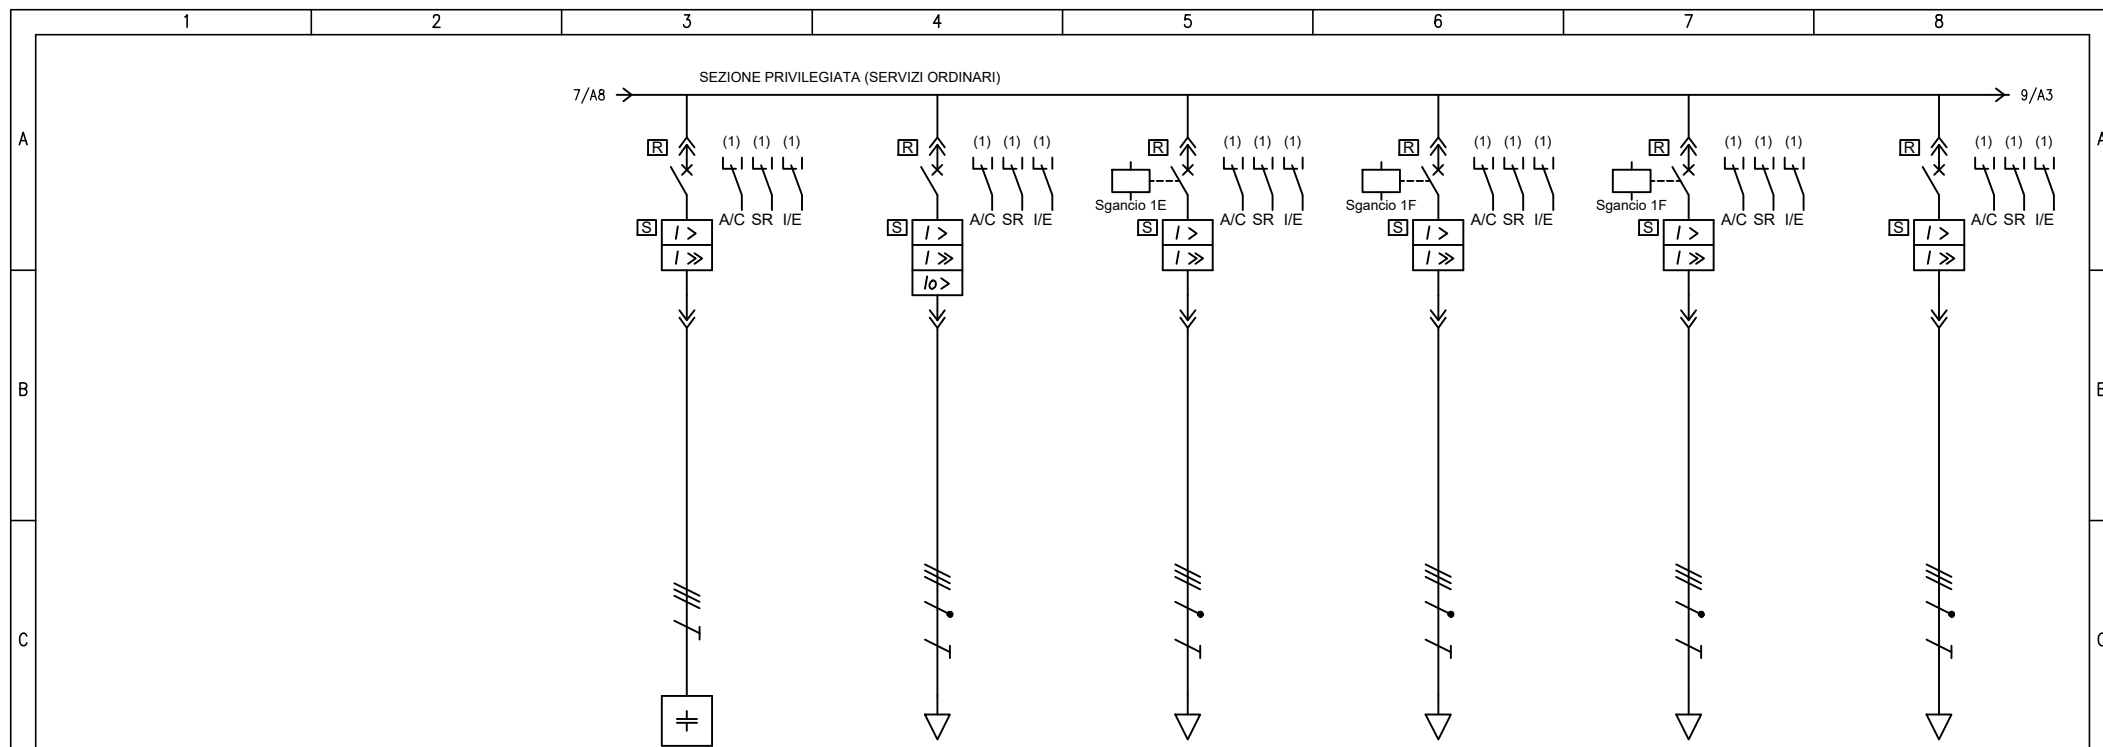 1 2 3 4 5 6 7 8
SEZIONE PRIVILEGIATA (SERVIZI ORDINARI)
7/A8 9/A3
A A
R (1) (1) (1) R (1) (1) (1) R (1) (1) (1) R (1) (1) (1) R (1) (1) (1) R (1) (1) (1)
Sgancio 1E Sgancio 1F Sgancio 1F
A/C SR I/E A/C SR I/E A/C SR I/E A/C SR I/E A/C SR I/E A/C SR I/E
S I > S I > S I > S I > S I > S I >
I >> I >> I >> I >> I >> I >>
Io >
B
C